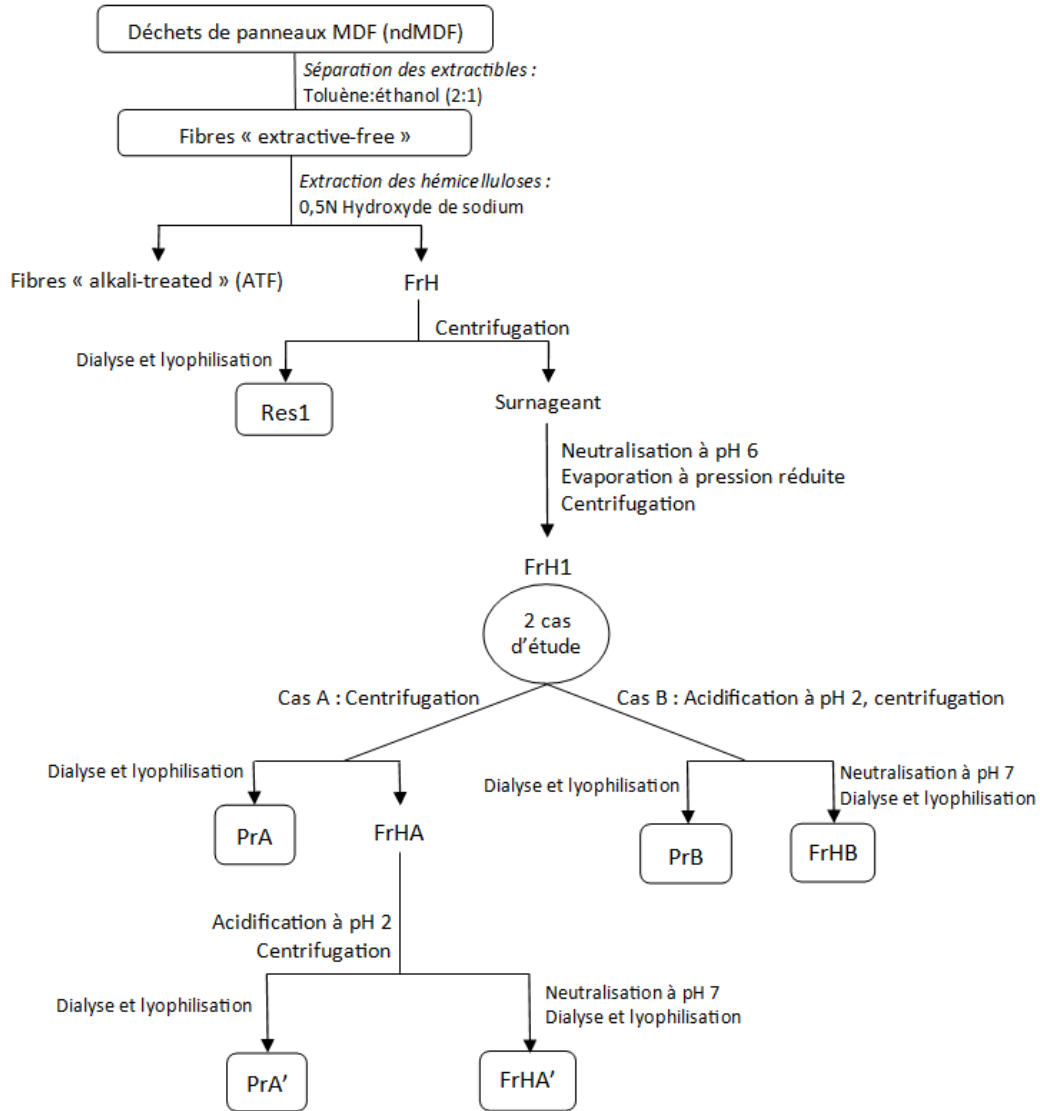 Déchets de panneaux MDF (ndMDF)
Séparation des extractibles :
Toluène:éthanol (2:1)
Fibres « extractive-free »
Extraction des hémicelluloses :
0,5N Hydroxyde de sodium
Fibres « alkali-treated » (ATF)
FrH
Centrifugation
Dialyse et lyophilisation
Res1
Surnageant
Neutralisation à pH 6
Evaporation à pression réduite
Centrifugation
FrH1
2 cas
d'étude
Cas A : Centrifugation
Cas B : Acidification à pH 2, centrifugation
Dialyse et lyophilisation
PrA
FrHA
Dialyse et lyophilisation
Neutralisation à pH 7
Dialyse et lyophilisation
PrB
FrHB
Acidification à pH 2
Centrifugation
Dialyse et lyophilisation
Neutralisation à pH 7
Dialyse et lyophilisation
PrA'
FrHA'